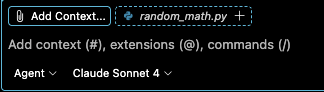 Add Context... random_math.py +
Add context (#), extensions (@), commands (/)
Agent Claude Sonnet 4